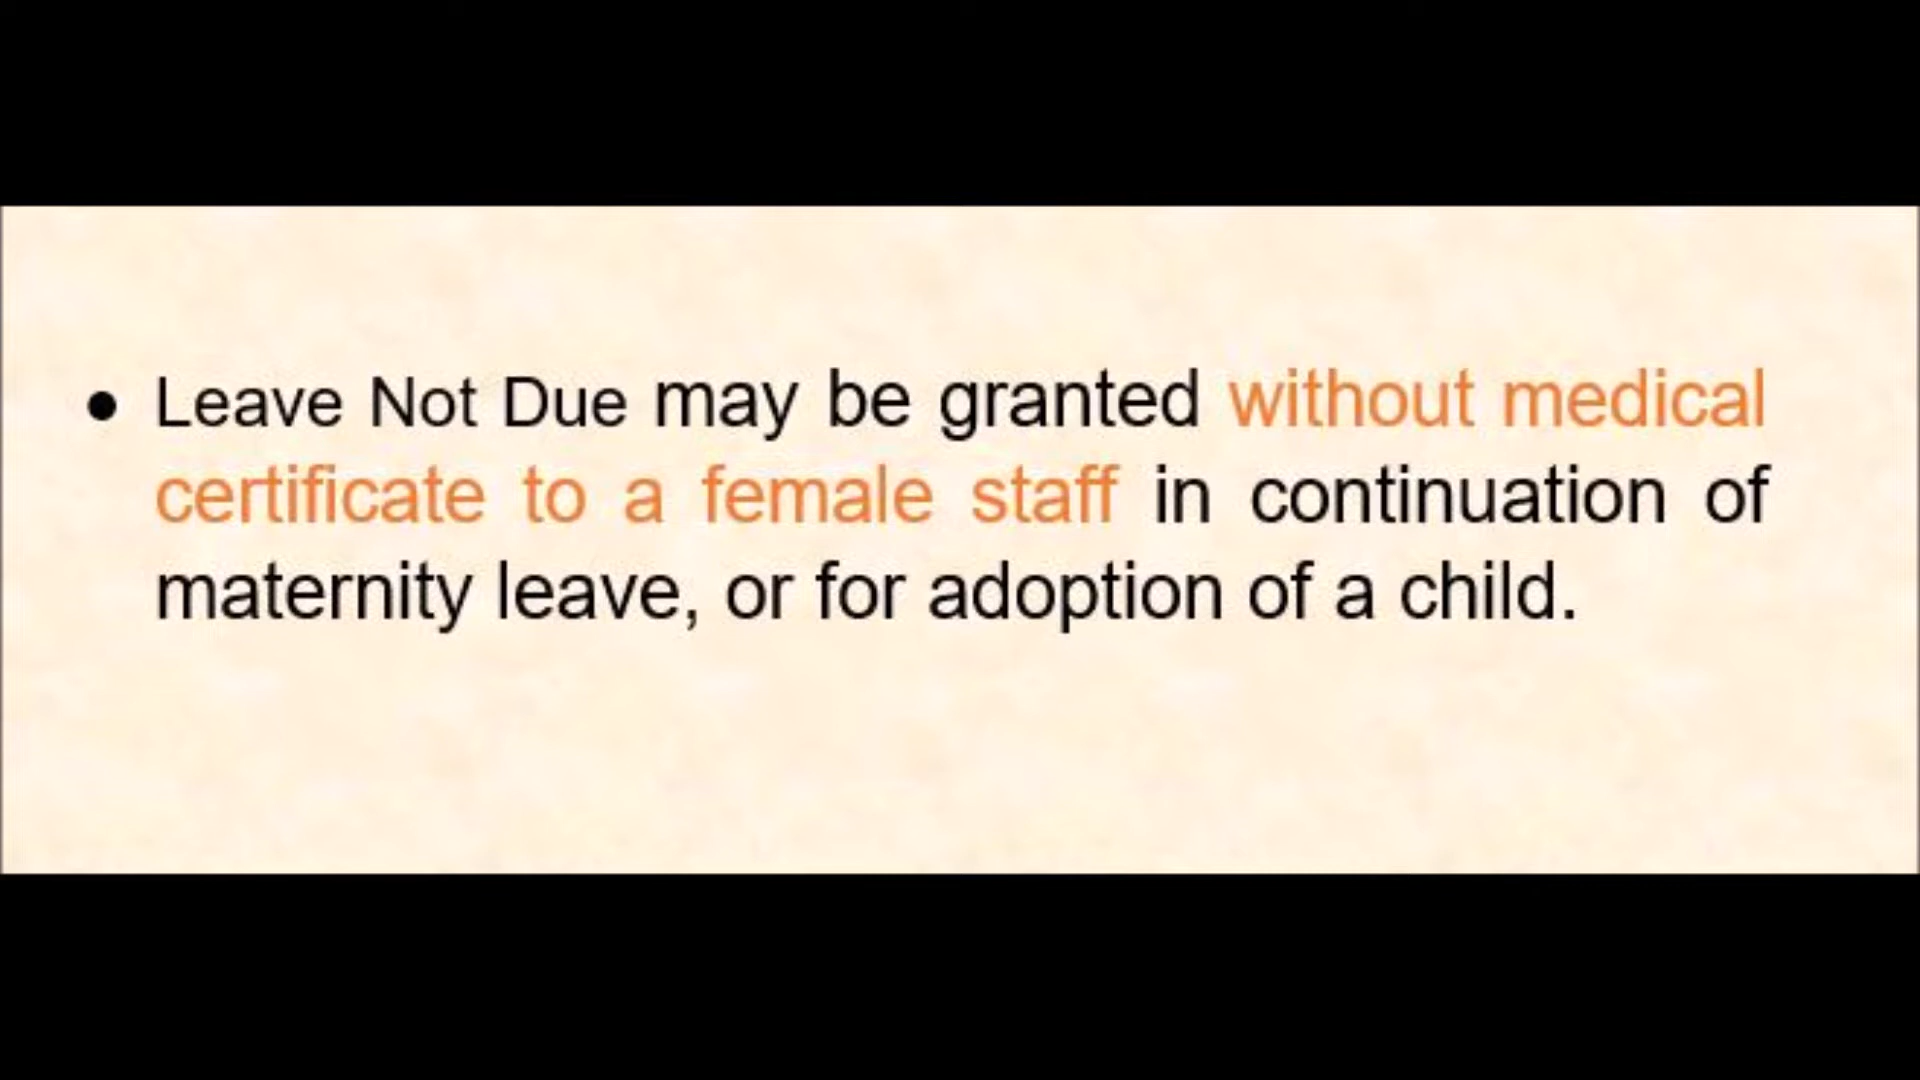 • Leave Not Due may be granted without medical
certificate to a female staff in continuation of
maternity leave, or for adoption of a child.